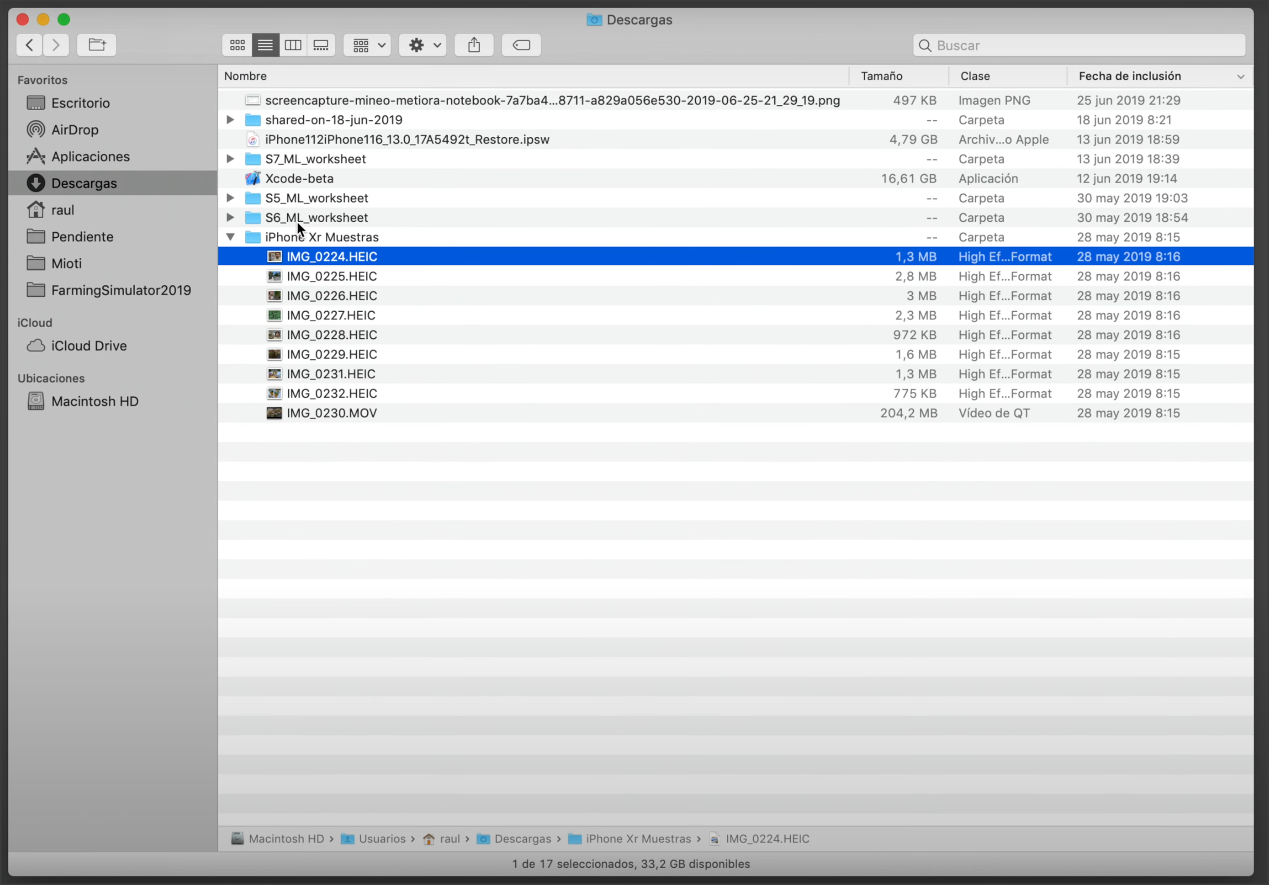 Descargas
Buscar
Favoritos
Escritorio
AirDrop
Aplicaciones
Descargas
raul
Pendiente
Mioti
FarmingSimulator2019
iCloud
iCloud Drive
Ubicaciones
Macintosh HD
Nombre Tamaño Clase Fecha de inclusión
screencapture-mineo-metiora-notebook-7a7ba4...8711-a829a056e530-2019-06-25-21_29_19.png 497 KB Imagen PNG 25 jun 2019 21:29
shared-on-18-jun-2019 -- Carpeta 18 jun 2019 8:21
iPhone112iPhone116_13.0_17A5492t_Restore.ipsw 4,79 GB Archiv...o Apple 13 jun 2019 18:59
S7_ML_worksheet -- Carpeta 13 jun 2019 18:39
Xcode-beta 16,61 GB Aplicación 12 jun 2019 19:14
S5_ML_worksheet -- Carpeta 30 may 2019 19:03
S6_ML_worksheet -- Carpeta 30 may 2019 18:54
iPhone Xr Muestras -- Carpeta 28 may 2019 8:15
IMG_0224.HEIC 1,3 MB High Ef...Format 28 may 2019 8:16
IMG_0225.HEIC 2,8 MB High Ef...Format 28 may 2019 8:16
IMG_0226.HEIC 3 MB High Ef...Format 28 may 2019 8:16
IMG_0227.HEIC 2,3 MB High Ef...Format 28 may 2019 8:16
IMG_0228.HEIC 972 KB High Ef...Format 28 may 2019 8:16
IMG_0229.HEIC 1,6 MB High Ef...Format 28 may 2019 8:15
IMG_0231.HEIC 1,3 MB High Ef...Format 28 may 2019 8:15
IMG_0232.HEIC 775 KB High Ef...Format 28 may 2019 8:15
IMG_0230.MOV 204,2 MB Vídeo de QT 28 may 2019 8:15
Macintosh HD › Usuarios › raul › Descargas › iPhone Xr Muestras › IMG_0224.HEIC
1 de 17 seleccionados, 33,2 GB disponibles